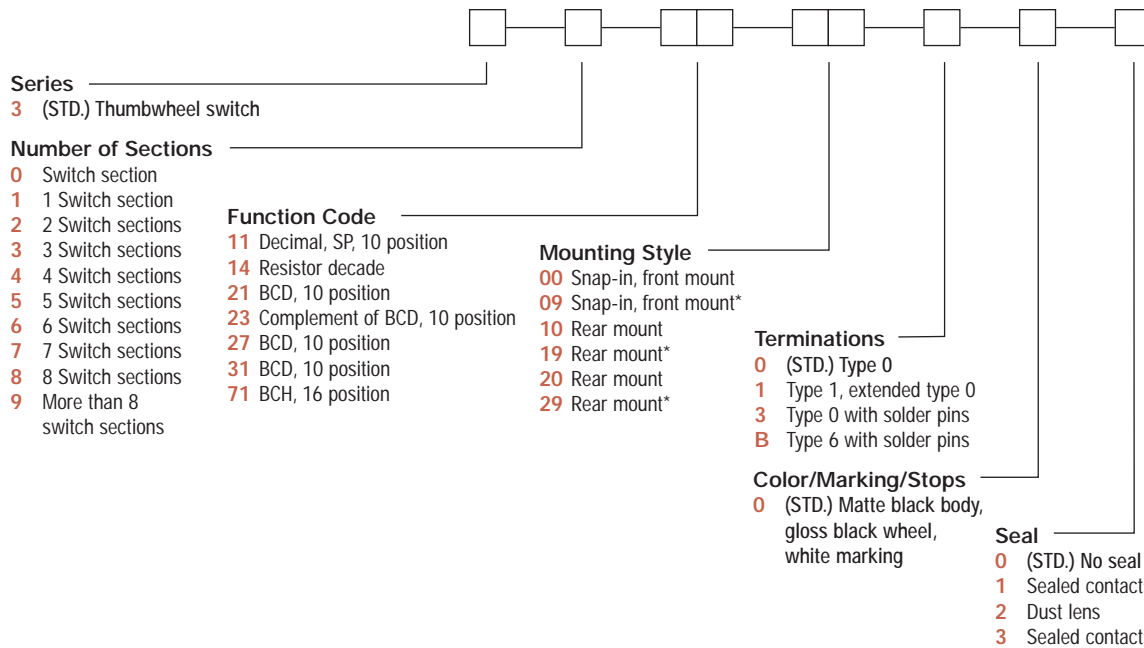 Series
3 (STD.) Thumbwheel switch
Number of Sections
0 Switch section
1 1 Switch section
2 2 Switch sections
3 3 Switch sections
4 4 Switch sections
5 5 Switch sections
6 6 Switch sections
7 7 Switch sections
8 8 Switch sections
9 More than 8
switch sections
Function Code
11 Decimal, SP, 10 position
14 Resistor decade
21 BCD, 10 position
23 Complement of BCD, 10 position
27 BCD, 10 position
31 BCD, 10 position
71 BCH, 16 position
Mounting Style
00 Snap-in, front mount
09 Snap-in, front mount*
10 Rear mount
19 Rear mount*
20 Rear mount
29 Rear mount*
Terminations
0 (STD.) Type 0
1 Type 1, extended type 0
3 Type 0 with solder pins
B Type 6 with solder pins
Color/Marking/Stops
0 (STD.) Matte black body,
gloss black wheel,
white marking
Seal
0 (STD.) No seal
1 Sealed contact
2 Dust lens
3 Sealed contact